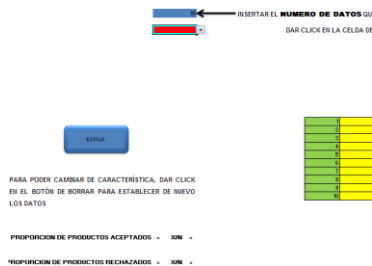 10
INSERTAR EL NUMERO DE DATOS QU
DAR CLICK EN LA CELDA DE
BORRAR
1
2
3
4
5
6
7
8
9
10
PARA PODER CAMBIAR DE CARACTERÍSTICA, DAR CLICK
EN EL BOTÓN DE BORRAR PARA ESTABLECER DE NUEVO
LOS DATOS
PROPORCION DE PRODUCTOS ACEPTADOS = X/N =
PROPORCION DE PRODUCTOS RECHAZADOS = X/N =